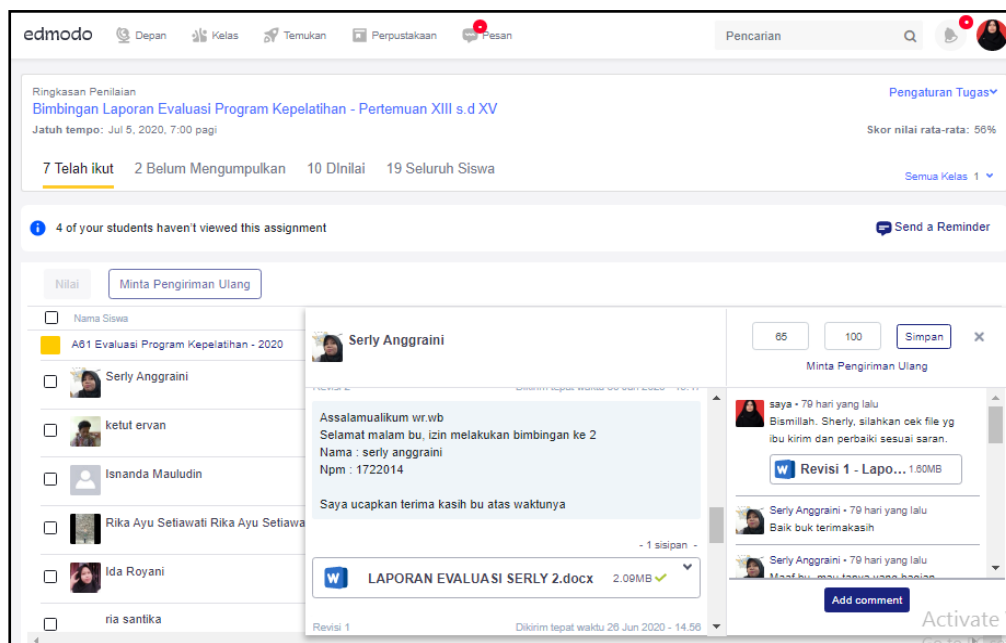 edmodo Depan Kelas Temukan Perpustakaan Pesan Pencarian
Ringkasan Penilaian
Pengaturan Tugas
Bimbingan Laporan Evaluasi Program Kepelatihan - Pertemuan XIII s.d XV
Jatuh tempo: Jul 5, 2020, 7:00 pagi
Skor nilai rata-rata: 56%
7 Telah ikut 2 Belum Mengumpulkan 10 DInilai 19 Seluruh Siswa
Semua Kelas 1
4 of your students haven't viewed this assignment
Send a Reminder
Nilai Minta Pengiriman Ulang
Nama Siswa
A61 Evaluasi Program Kepelatihan - 2020
Serly Anggraini
ketut ervan
Isnanda Mauludin
Rika Ayu Setiawati Rika Ayu Setiawa
Ida Royani
ria santika
Serly Anggraini
Revisi 2
Assalamualikum wr.wb
Selamat malam bu, izin melakukan bimbingan ke 2
Nama : serly anggraini
Npm : 1722014
Saya ucapkan terima kasih bu atas waktunya
- 1 sisipan -
LAPORAN EVALUASI SERLY 2.docx 2.09MB
Revisi 1 Dikirim tepat waktu 26 Jun 2020 - 14.56
65 100 Simpan
Minta Pengiriman Ulang
saya • 79 hari yang lalu
Bismillah. Sherly, silahkan cek file yg
ibu kirim dan perbaiki sesuai saran.
Revisi 1 - Lapo... 1.60MB
Serly Anggraini • 79 hari yang lalu
Baik buk terimakasih
Serly Anggraini • 79 hari yang lalu
Add comment
Activate